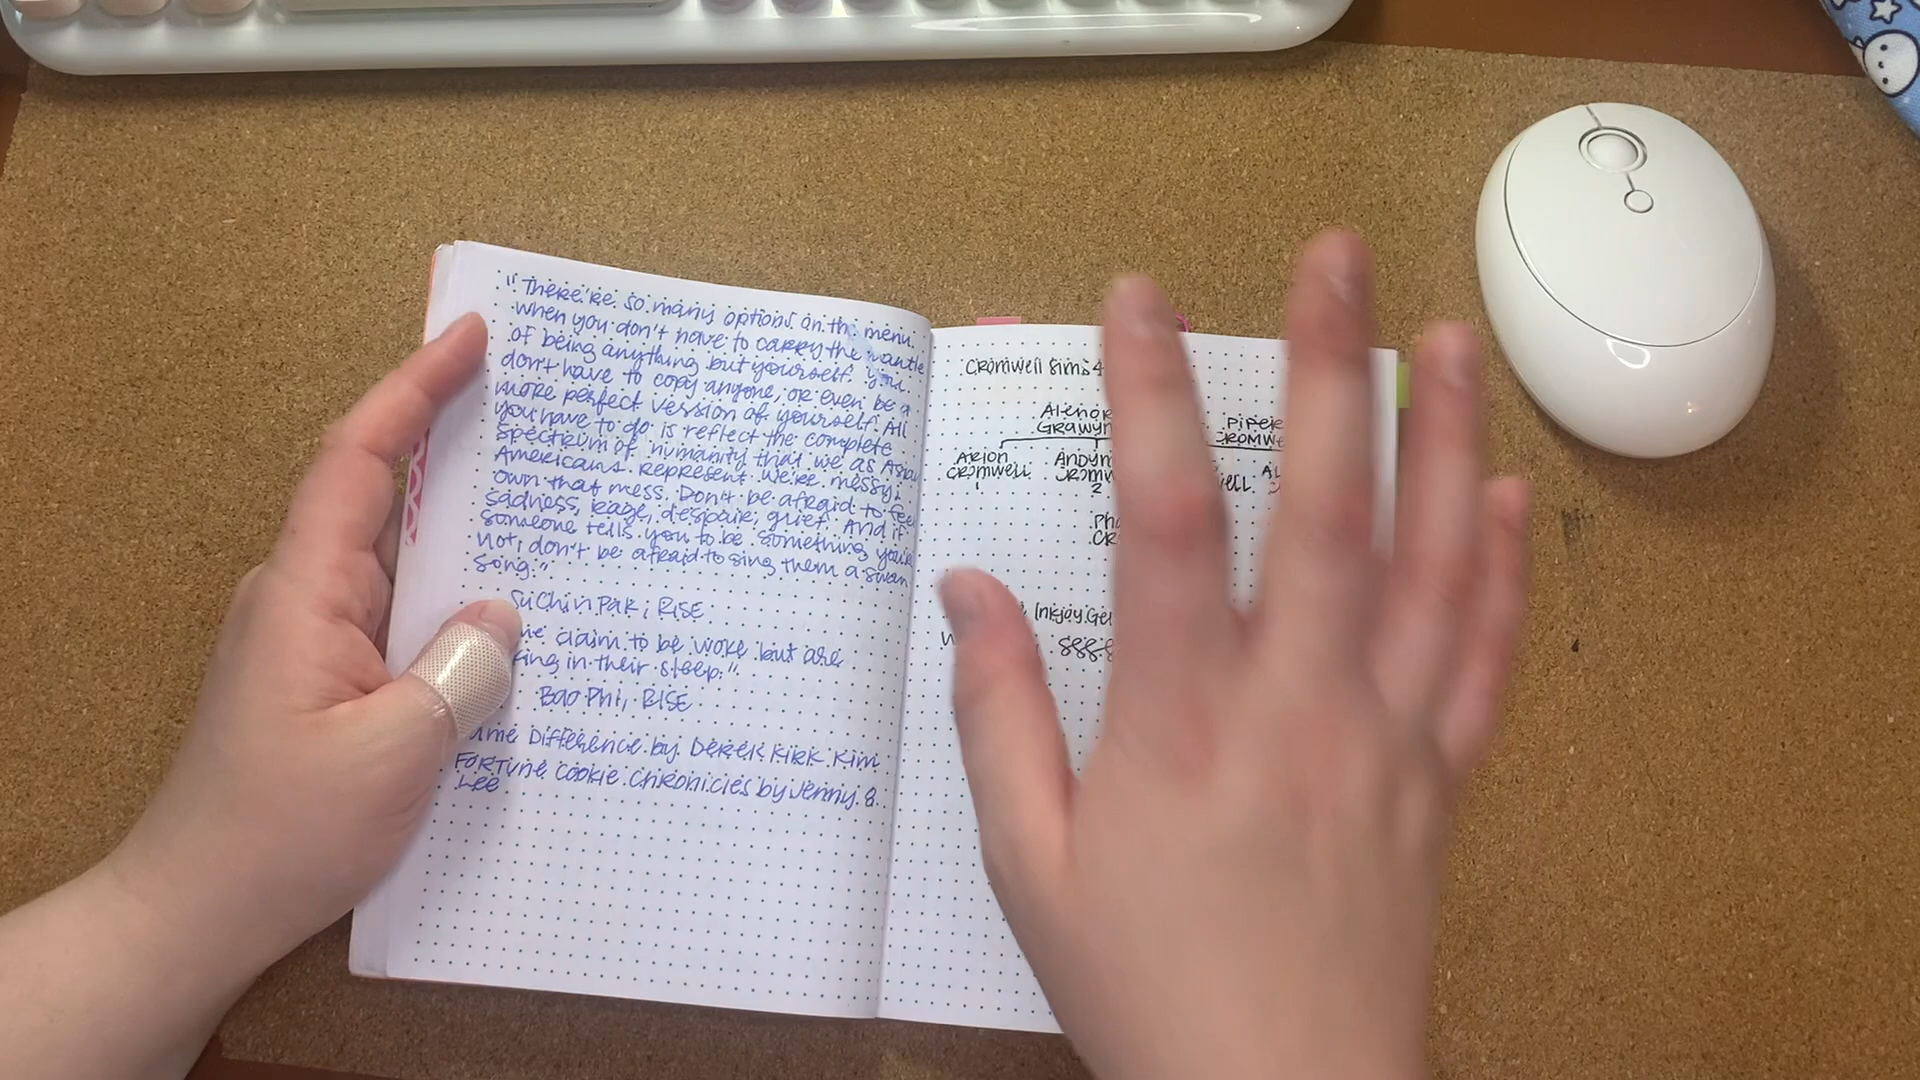 "There're so many options on the menu
when you don't have to carry the mantle
of being anything but yourself. You
don't have to copy anyone, or even be a
more perfect version of yourself. All
you have to do is reflect the complete
spectrum of humanity that we as Asian
Americans represent. We're messy;
own that mess. Don't be afraid to feel
sadness, rage, despair, grief. And if
someone tells you to be something you're
not, don't be afraid to sing them a swan
song."
SuChin Pak, RISE
claim to be woke but are
in their sleep."
Bao Phi, RISE
Difference by Derek Kirk Kim
Fortune Cookie Chronicles by Jenny 8.
Lee
Cromwell Sims 4
Piper
Arion
Cromwell
1
2
Inkjoy Gel